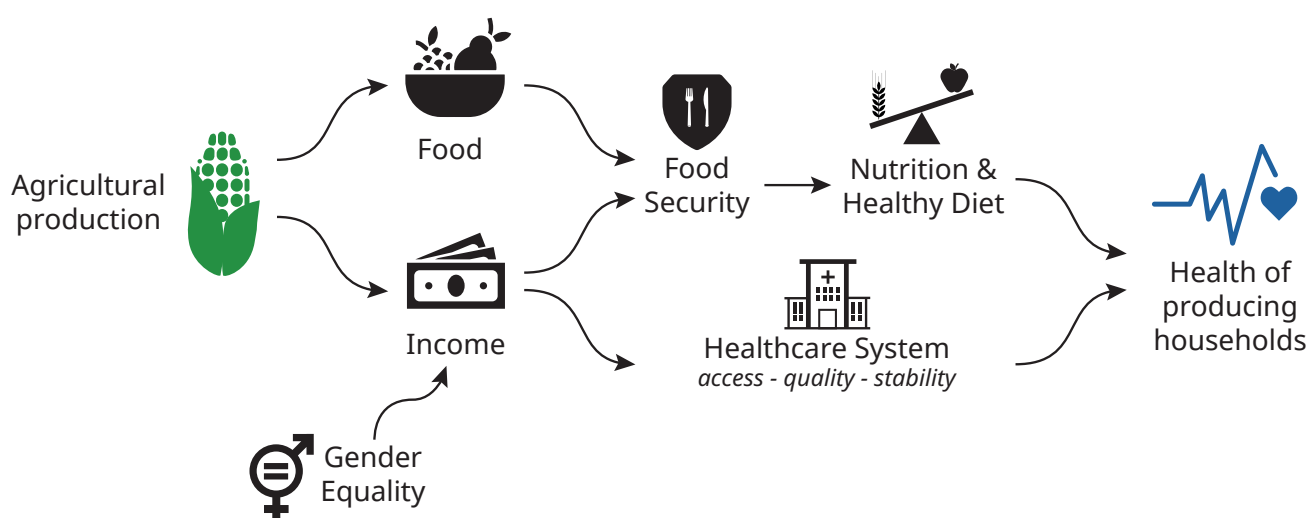 Agricultural
production
Food
Income
Gender
Equality
Food
Security
Nutrition &
Healthy Diet
Healthcare System
access - quality - stability
Health of
producing
households